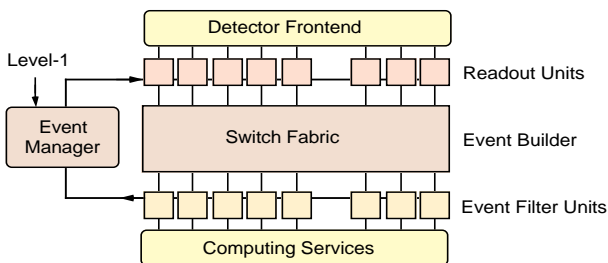 Detector Frontend
Level-1
Readout Units
Event
Manager
Switch Fabric
Event Builder
Event Filter Units
Computing Services